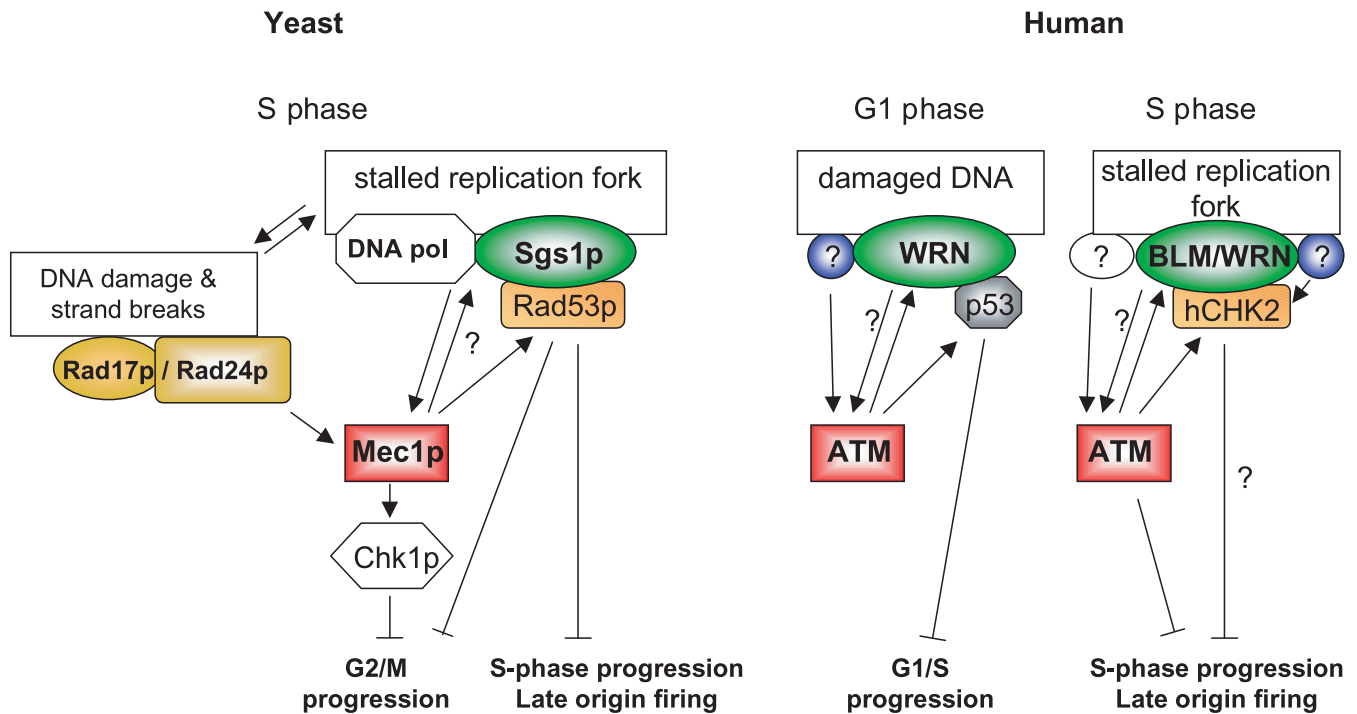 Yeast
Human
S phase
G1 phase
S phase
stalled replication fork
damaged DNA
stalled replication
fork
DNA pol
Sgs1p
?
WRN
?
BLM/WRN
?
DNA damage &
strand breaks
Rad53p
p53
hCHK2
?
?
?
Rad17p / Rad24p
Mec1p
ATM
ATM
?
Chk1p
G2/M
progression
S-phase progression
Late origin firing
G1/S
progression
S-phase progression
Late origin firing